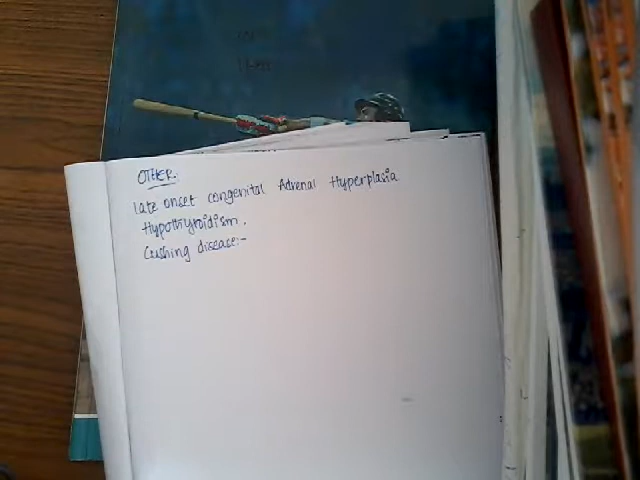 OTHER.
Late onset congenital Adrenal Hyperplasia
Hypothyroidism.
Cushing disease:-